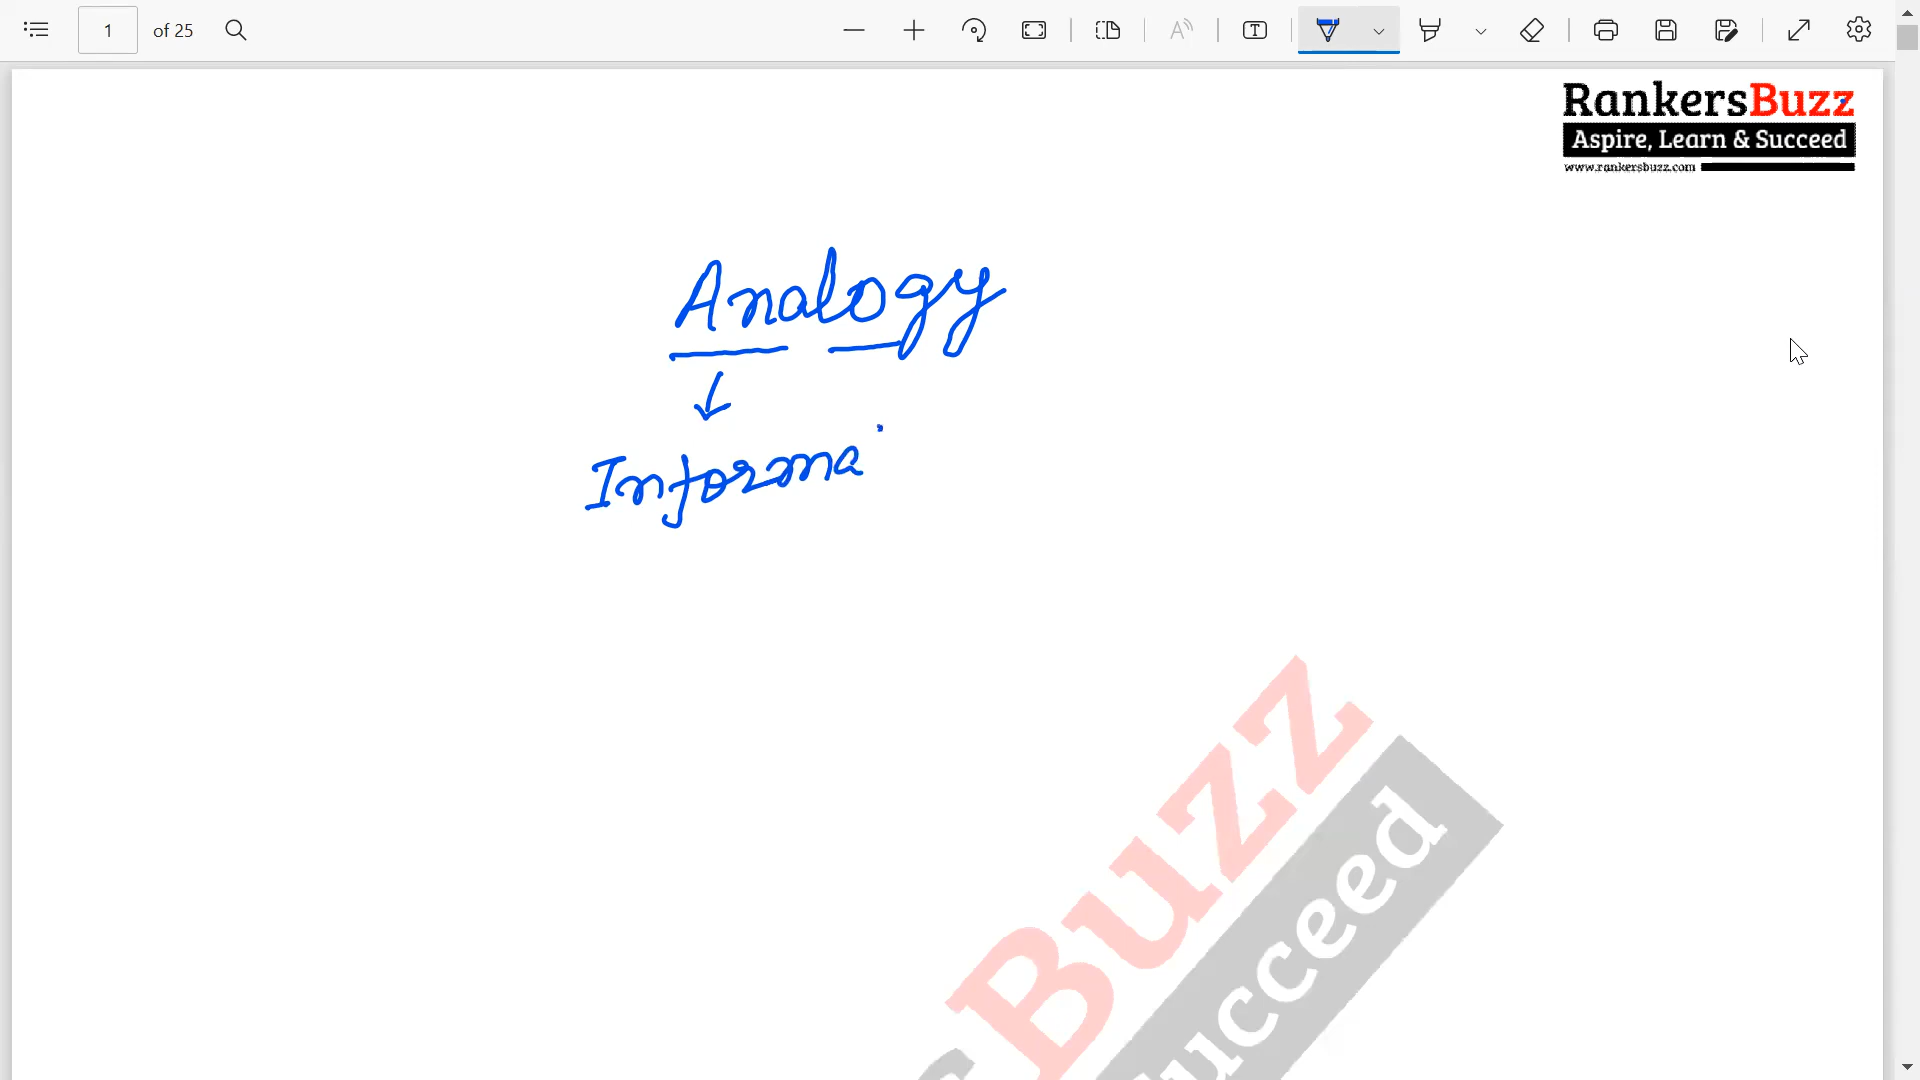 1 of 25
RankersBuzz
Aspire, Learn & Succeed
www.rankersbuzz.com
Analogy
Informa
Buzz
ucceed